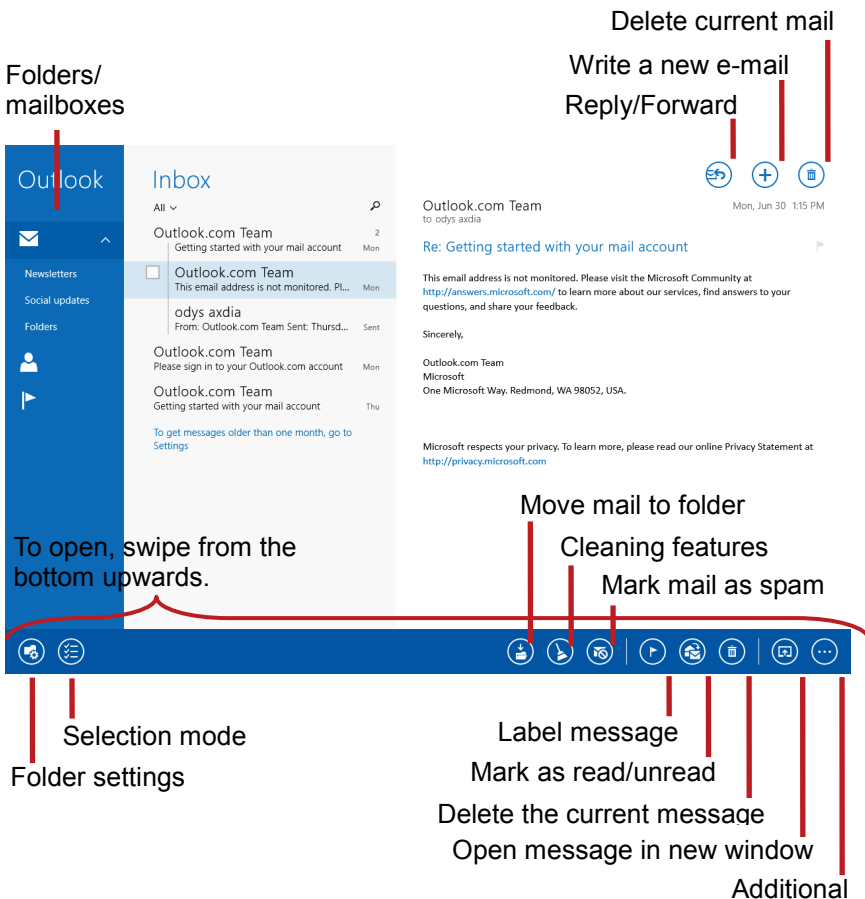 Delete current mail
Write a new e-mail
Reply/Forward
Folders/
mailboxes
Outlook
Newsletters
Social updates
Folders
Inbox
All
Outlook.com Team 2
Getting started with your mail account Mon
Outlook.com Team
This email address is not monitored. Pl... Mon
odys axdia
From: Outlook.com Team Sent: Thursd... Sent
Outlook.com Team
Please sign in to your Outlook.com account Mon
Outlook.com Team
Getting started with your mail account Thu
To get messages older than one month, go to
Settings
Outlook.com Team Mon, Jun 30 1:15 PM
to odys axdia
Re: Getting started with your mail account
This email address is not monitored. Please visit the Microsoft Community at
http://answers.microsoft.com/ to learn more about our services, find answers to your
questions, and share your feedback.
Sincerely,
Outlook.com Team
Microsoft
One Microsoft Way. Redmond, WA 98052, USA.
Microsoft respects your privacy. To learn more, please read our online Privacy Statement at
http://privacy.microsoft.com
Move mail to folder
Cleaning features
Mark mail as spam
To open, swipe from the
bottom upwards.
Selection mode
Folder settings
Label message
Mark as read/unread
Delete the current message
Open message in new window
Additional